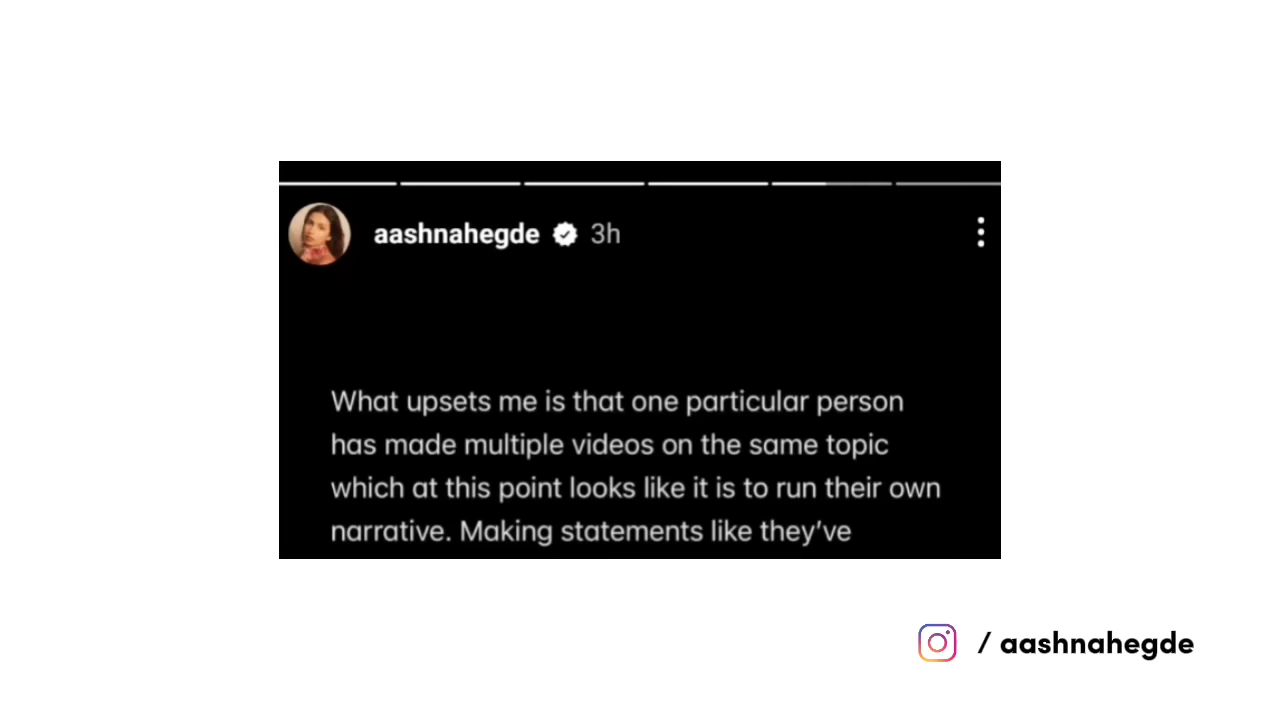 aashnahegde 3h
What upsets me is that one particular person
has made multiple videos on the same topic
which at this point looks like it is to run their own
narrative. Making statements like they’ve
/ aashnahegde